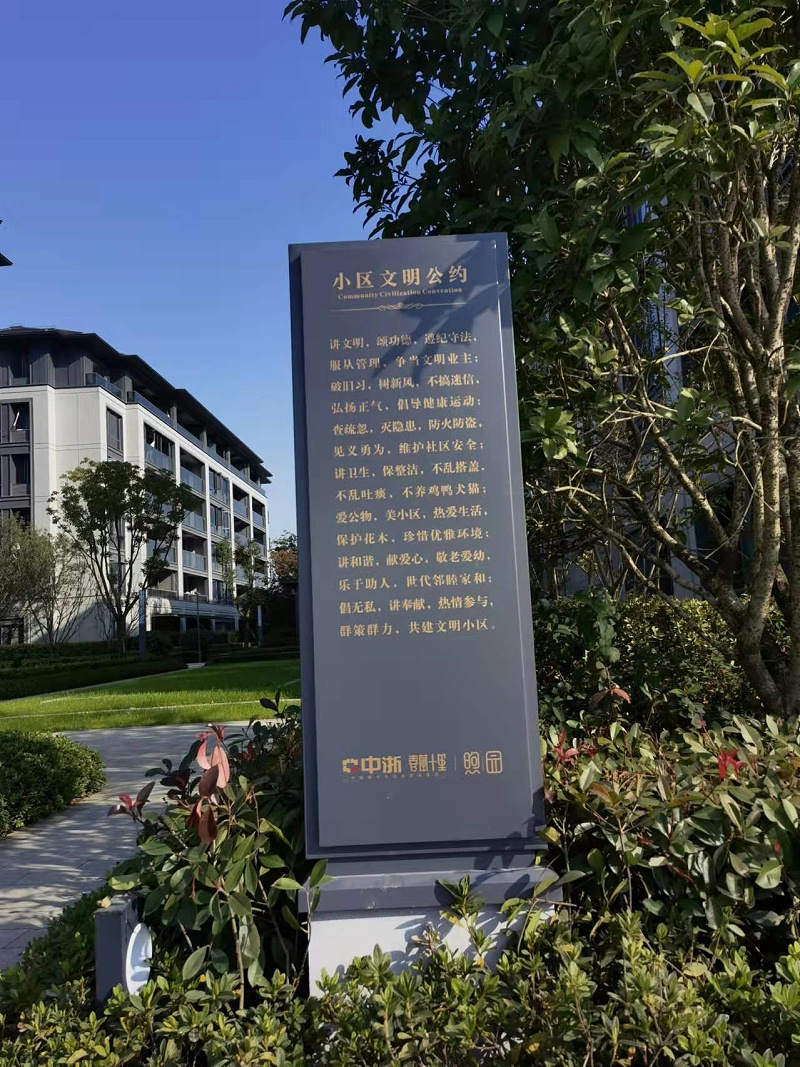 小区文明公约
Community Civilization Convention
讲文明，颂功德，遵纪守法，
服从管理，争当文明业主；
破旧习，树新风，不搞迷信，
弘扬正气，倡导健康运动；
查疏忽，灭隐患，防火防盗，
见义勇为，维护社区安全；
讲卫生，保整洁，不乱搭盖，
不乱吐痰，不养鸡鸭犬猫；
爱公物，美小区，热爱生活，
保护花木，珍惜优雅环境；
讲和谐，献爱心，敬老爱幼，
乐于助人，世代邻睦家和；
倡无私，讲奉献，热情参与，
群策群力，共建文明小区。
中浙 春風十里 照